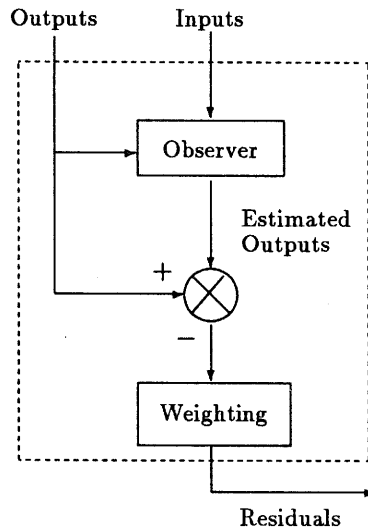 Outputs
Inputs
Observer
Estimated
Outputs
+
−
Weighting
Residuals